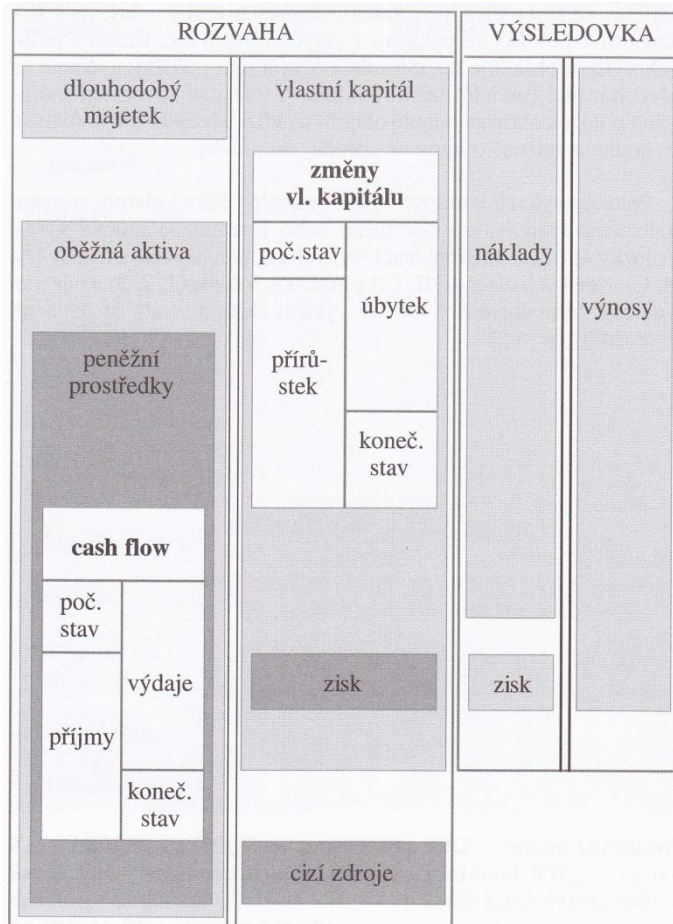 ROZVAHA
VÝSLEDOVKA
dlouhodobý
majetek
oběžná aktiva
peněžní
prostředky
cash flow
poč.
stav
výdaje
příjmy
koneč.
stav
vlastní kapitál
změny
vl. kapitálu
poč. stav
úbytek
přírů-
stek
koneč.
stav
zisk
cizí zdroje
náklady
zisk
výnosy